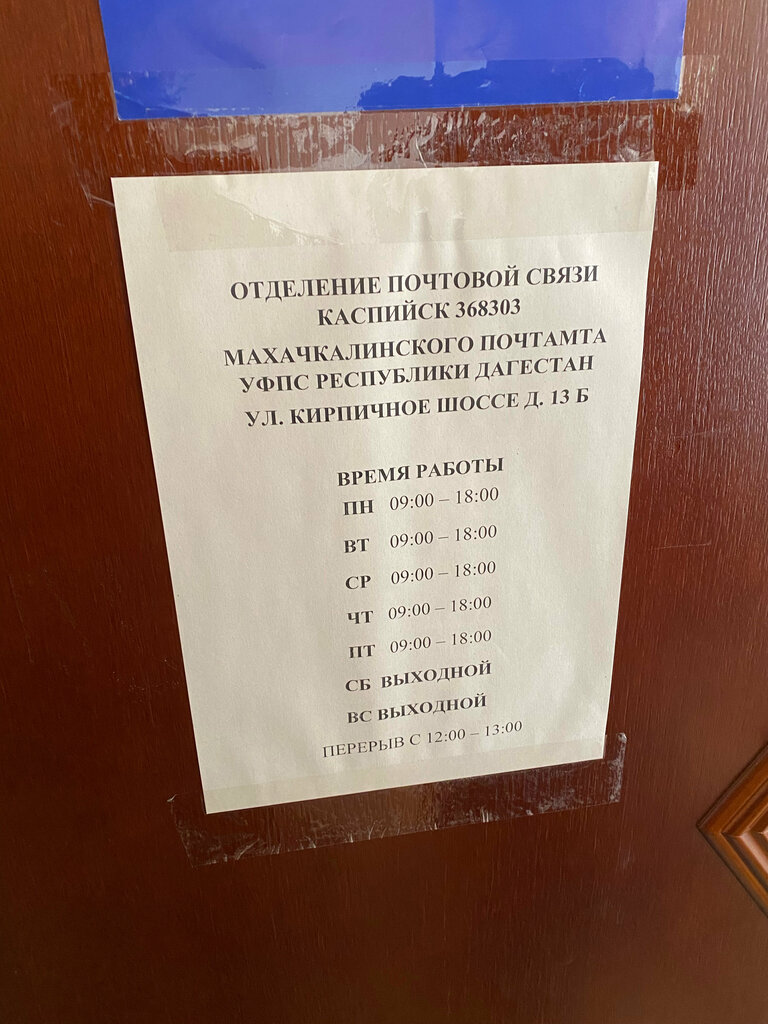 ОТДЕЛЕНИЕ ПОЧТОВОЙ СВЯЗИ
КАСПИЙСК 368303
МАХАЧКАЛИНСКОГО ПОЧТАМТА
УФПС РЕСПУБЛИКИ ДАГЕСТАН
УЛ. КИРПИЧНОЕ ШОССЕ Д. 13 Б
ВРЕМЯ РАБОТЫ
ПН 09:00 – 18:00
ВТ 09:00 – 18:00
СР 09:00 – 18:00
ЧТ 09:00 – 18:00
ПТ 09:00 – 18:00
СБ ВЫХОДНОЙ
ВС ВЫХОДНОЙ
ПЕРЕРЫВ С 12:00 – 13:00